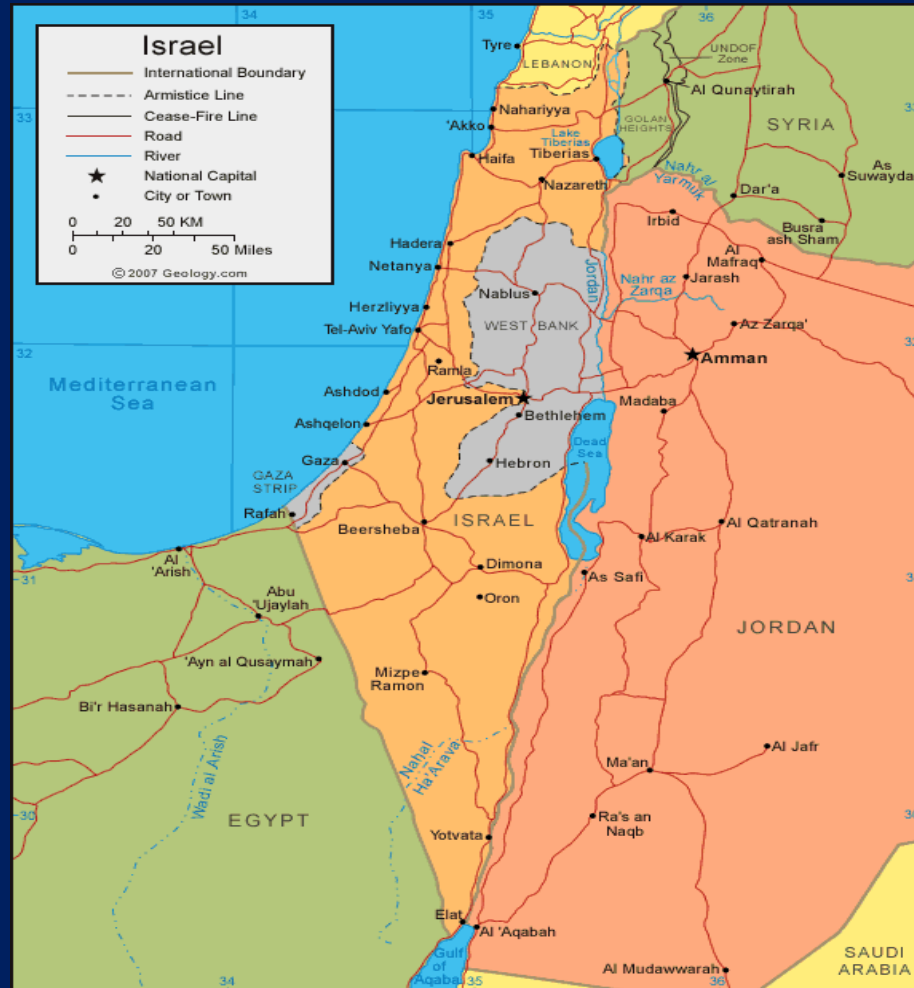 Israel
International Boundary
Armistice Line
Cease-Fire Line
Road
River
National Capital
City or Town
0 20 50 KM
0 20 50 Miles
© 2007 Geology.com
34
35
36
Tyre
LEBANON
UNDOF
Zone
Al Qunaytirah
33
33
Nahariyya
'Akko
Lake
Tiberias
Tiberias
GOLAN
HEIGHTS
SYRIA
Haifa
Nazareth
Nahr al
Yarmuk
As
Suwayda
Dar'a
Irbid
Busra
ash Sham
Hadera
Al
Mafraq
Netanya
Jordan
Nahr az
Zarqa
Jarash
Nablus
Herzliyya
WEST BANK
Az Zarqa'
Tel-Aviv Yafo
32
32
Ramla
Amman
Mediterranean
Sea
Ashdod
Jerusalem
Madaba
Bethlehem
Ashqelon
Dead
Sea
Gaza
Hebron
GAZA
STRIP
Rafah
Beersheba
ISRAEL
Al Qatranah
Al Karak
Al
'Arish
31
31
Dimona
As Safi
Abu
'Ujaylah
Oron
JORDAN
'Ayn al Qusaymah
Mizpe
Ramon
Bi'r Hasanah
Wadi al Arish
Nahal
Ha'Arava
Al Jafr
Ma'an
30
30
EGYPT
Ra's an
Naqb
Yotvata
Elat
Al 'Aqabah
Gulf
of
Aqaba
SAUDI
ARABIA
34
35
36
Al Mudawwarah